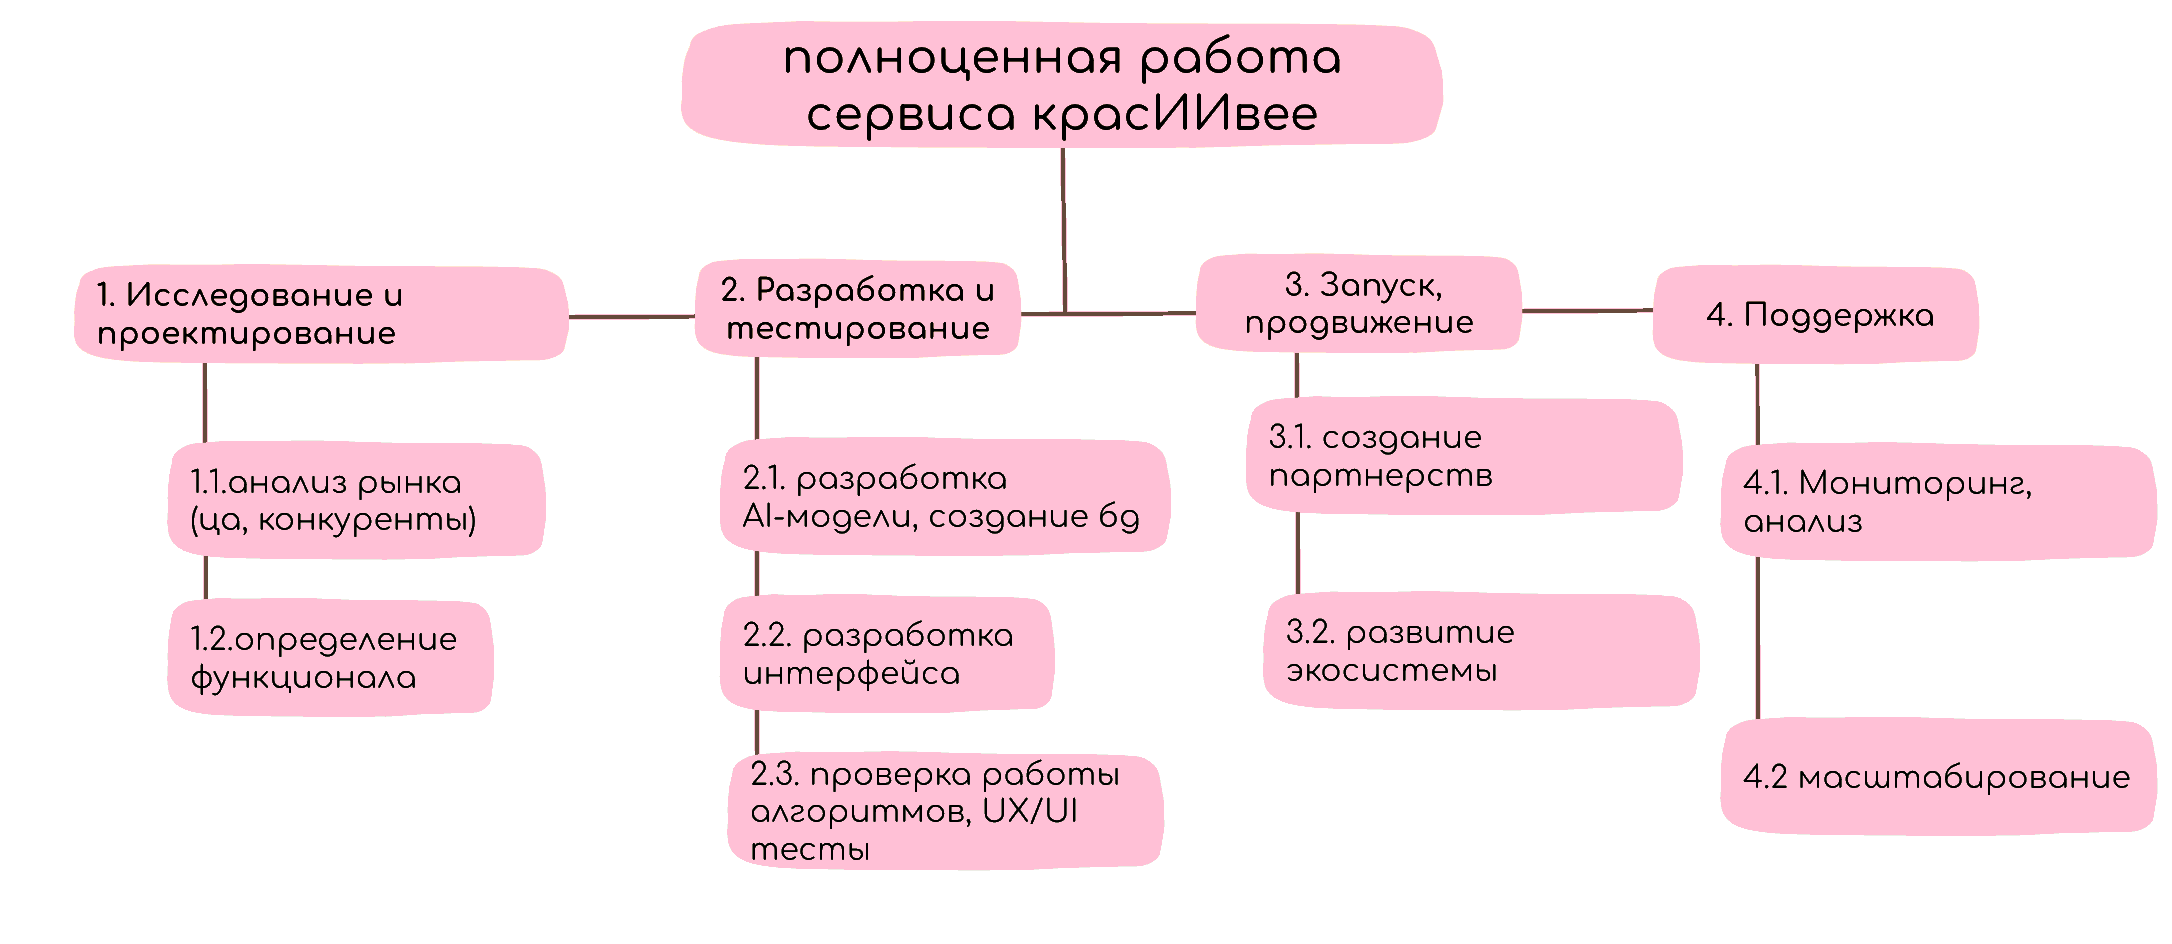 полноценная работа
сервиса красИИвее
1. Исследование и
проектирование
2. Разработка и
тестирование
3. Запуск,
продвижение
4. Поддержка
1.1.анализ рынка
(ца, конкуренты)
1.2.определение
функционала
2.1. разработка
AI-модели, создание бд
2.2. разработка
интерфейса
2.3. проверка работы
алгоритмов, UX/UI
тесты
3.1. создание
партнерств
3.2. развитие
экосистемы
4.1. Мониторинг,
анализ
4.2 масштабирование